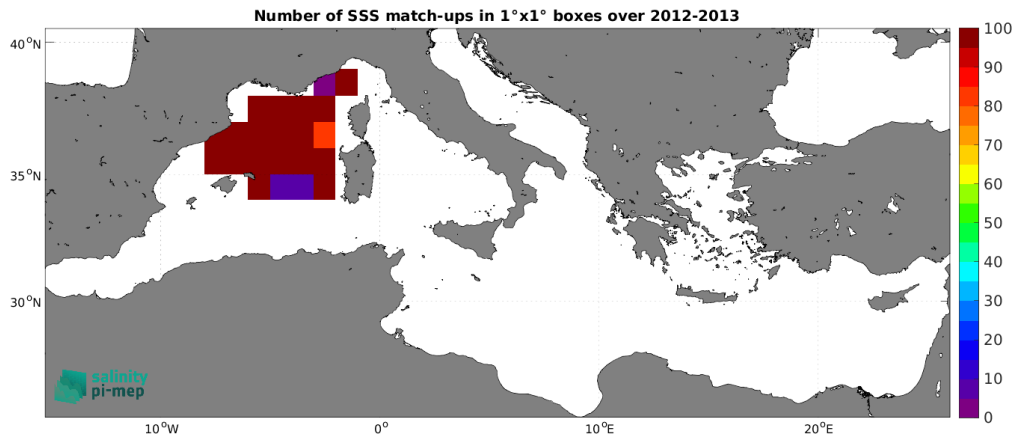 Number of SSS match-ups in 1°x1° boxes over 2012-2013
40°N
35°N
30°N
10°W
0°
10°E
20°E
100
90
80
70
60
50
40
30
20
10
0
salinity
pi-mep